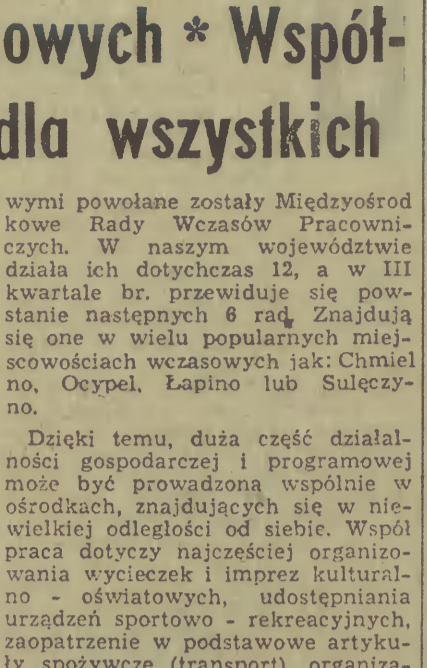 owych * Współ-
dla wszystkich
wymi powołane zostały Międzyośrod
kowe Rady Wczasów Pracowni-
czych. W naszym województwie
działa ich dotychczas 12, a w III
kwartale br. przewiduje się pow-
stanie następnych 6 rad. Znajdują
się one w wielu popularnych miej-
scowościach wczasowych jak: Chmiel
no, Ocypel, Łapino lub Sulęczy-
no.
Dzięki temu, duża część działal-
ności gospodarczej i programowej
może być prowadzona wspólnie w
ośrodkach, znajdujących się w nie-
wielkiej odległości od siebie. Współ
praca dotyczy najczęściej organizo-
wania wycieczek i imprez kultural-
no - oświatowych, udostępniania
urządzeń sportowo - rekreacyjnych,
zaopatrzenie w podstawowe artyku-
ły spożywcze (transport), organiza-